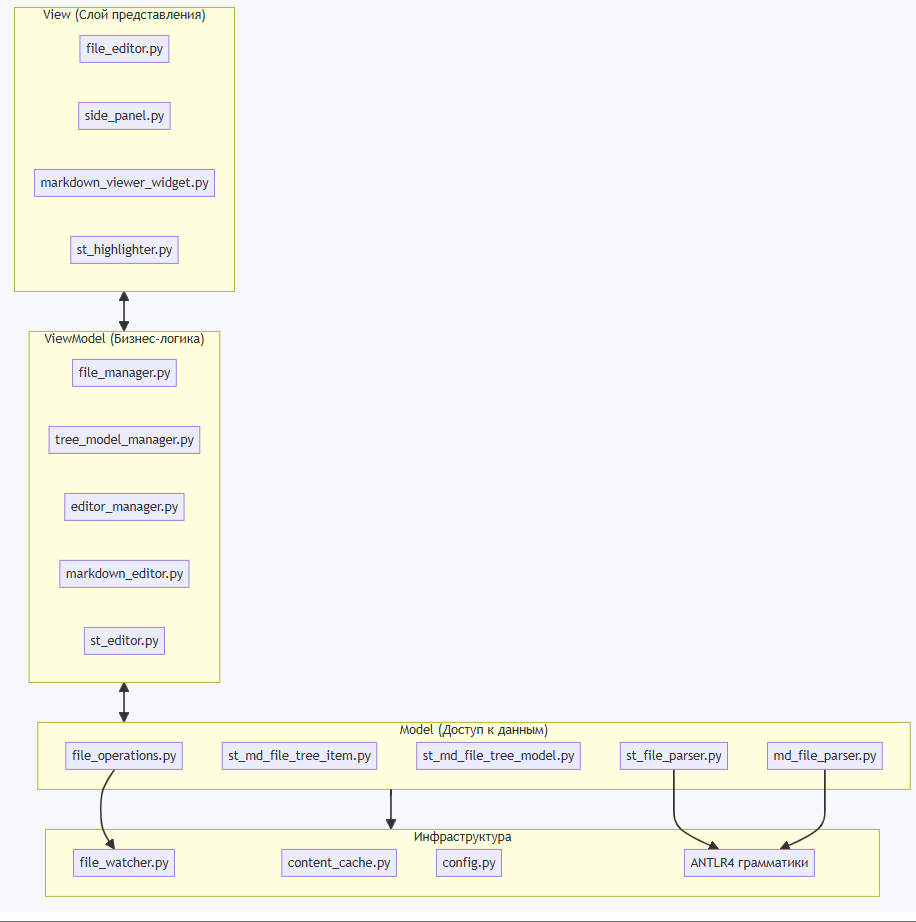 View (Слой представления)
file_editor.py
side_panel.py
markdown_viewer_widget.py
st_highlighter.py
ViewModel (Бизнес-логика)
file_manager.py
tree_model_manager.py
editor_manager.py
markdown_editor.py
st_editor.py
Model (Доступ к данным)
file_operations.py
st_md_file_tree_item.py
st_md_file_tree_model.py
st_file_parser.py
md_file_parser.py
Инфраструктура
file_watcher.py
content_cache.py
config.py
ANTLR4 грамматики